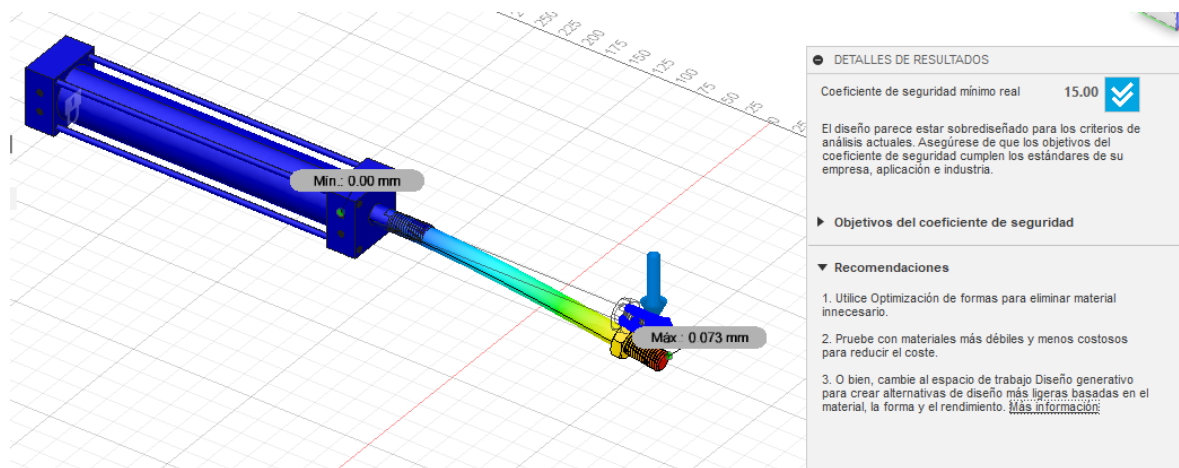 250
225
200
175
150
125
100
75
50
25
0
25
Mín.: 0.00 mm
Máx.: 0.073 mm
DETALLES DE RESULTADOS
Coeficiente de seguridad mínimo real 15.00
El diseño parece estar sobrediseñado para los criterios de
análisis actuales. Asegúrese de que los objetivos del
coeficiente de seguridad cumplen los estándares de su
empresa, aplicación e industria.
Objetivos del coeficiente de seguridad
Recomendaciones
1. Utilice Optimización de formas para eliminar material
innecesario.
2. Pruebe con materiales más débiles y menos costosos
para reducir el coste.
3. O bien, cambie al espacio de trabajo Diseño generativo
para crear alternativas de diseño más ligeras basadas en el
material, la forma y el rendimiento. Más información